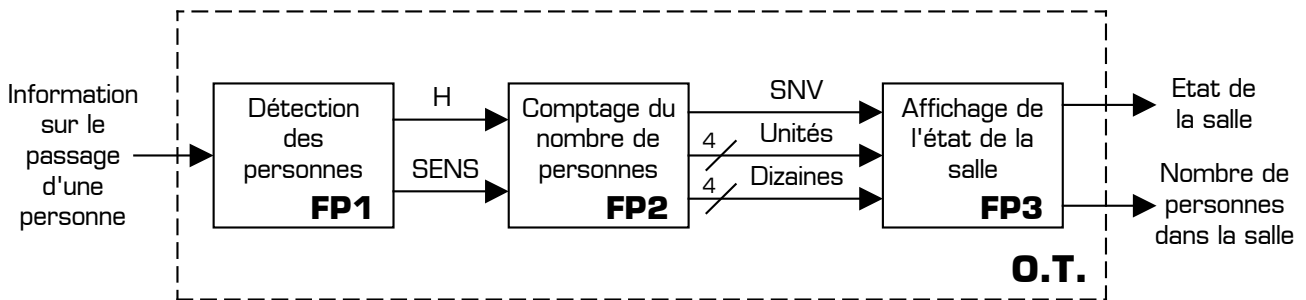 Information
sur le
passage
d'une
personne
Détection
des
personnes
FP1
H
SENS
Comptage du
nombre de
personnes
FP2
SNV
4
Unités
4
Dizaines
Affichage de
l'état de la
salle
FP3
O.T.
Etat de
la salle
Nombre de
personnes
dans la salle